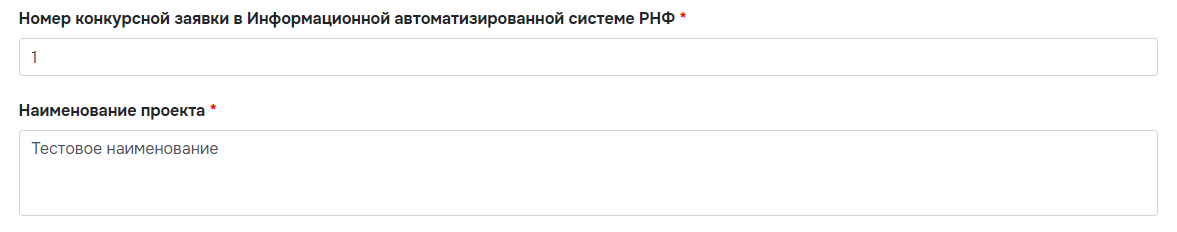 Номер конкурсной заявки в Информационной автоматизированной системе РНФ *
1
Наименование проекта *
Тестовое наименование